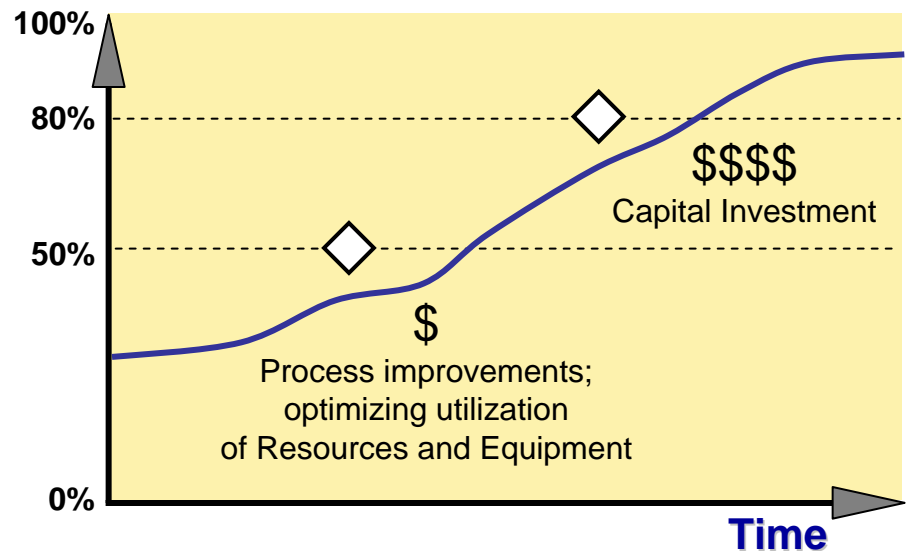 100%
80%
$$$$
Capital Investment
50%
$
Process improvements;
optimizing utilization
of Resources and Equipment
0%
Time